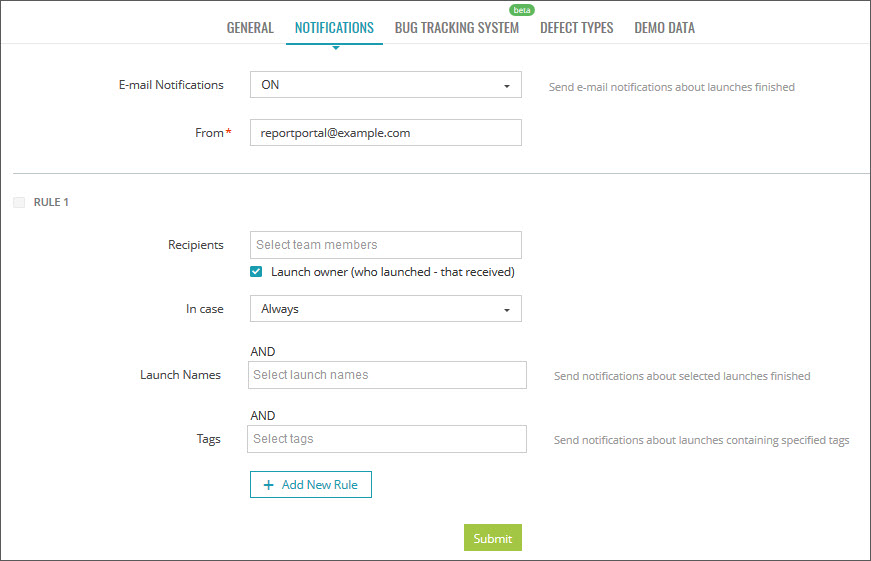 beta
GENERAL NOTIFICATIONS BUG TRACKING SYSTEM DEFECT TYPES DEMO DATA
E-mail Notifications ON Send e-mail notifications about launches finished
From* reportportal@example.com
RULE 1
Recipients Select team members
Launch owner (who launched - that received)
In case Always
AND
Launch Names Select launch names Send notifications about selected launches finished
AND
Tags Select tags Send notifications about launches containing specified tags
+ Add New Rule
Submit